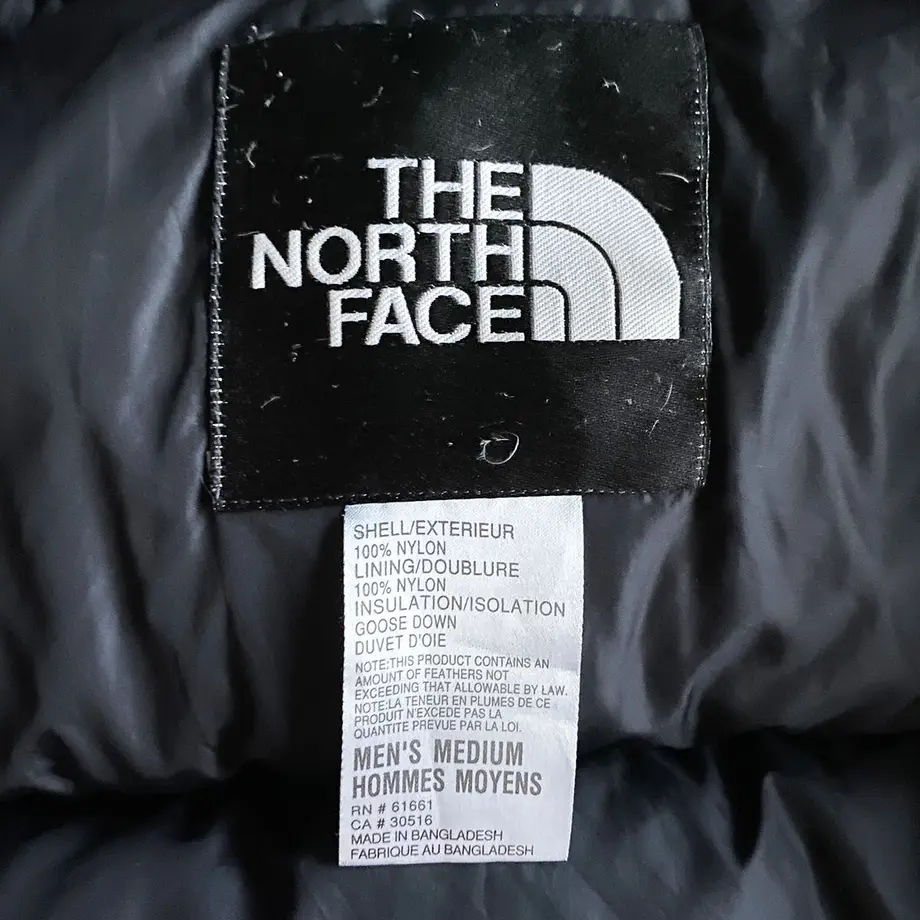 THE
NORTH
FACE
SHELL/EXTERIEUR
100% NYLON
LINING/DOUBLURE
100% NYLON
INSULATION/ISOLATION
GOOSE DOWN
DUVET D'OIE
NOTE:THIS PRODUCT CONTAINS AN
AMOUNT OF FEATHERS NOT
EXCEEDING THAT ALLOWABLE BY LAW.
NOTE:LA TENEUR EN PLUMES DE CE
PRODUIT N'EXCEDE PAS LA
QUANTITE PREVUE PAR LA LOI.
MEN'S MEDIUM
HOMMES MOYENS
RN # 61661
CA # 30516
MADE IN BANGLADESH
FABRIQUE AU BANGLADESH